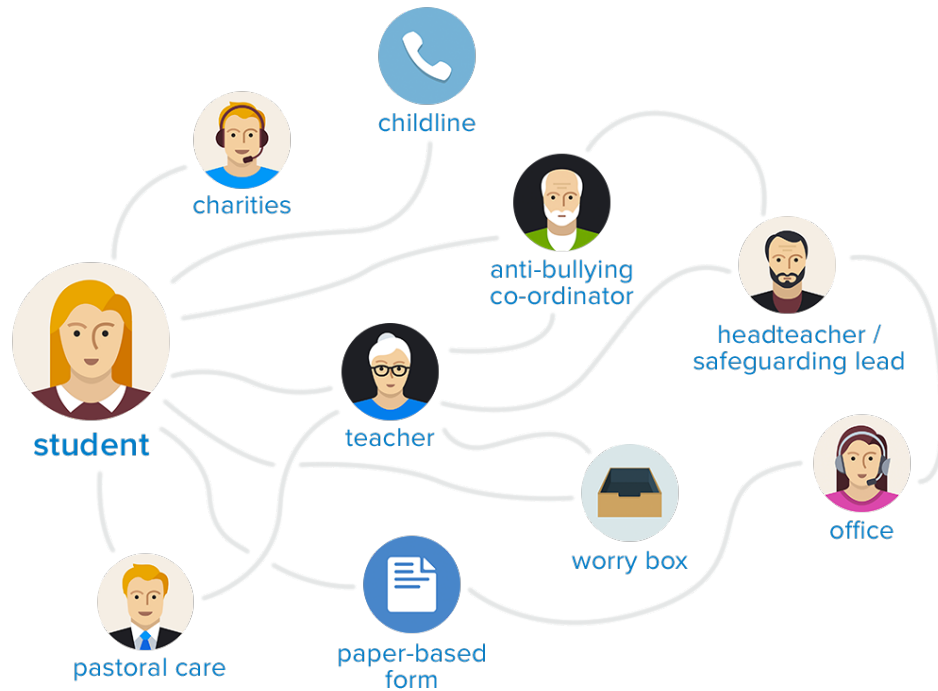 childline
charities
anti-bullying
co-ordinator
headteacher /
safeguarding lead
student
teacher
office
worry box
pastoral care
paper-based
form